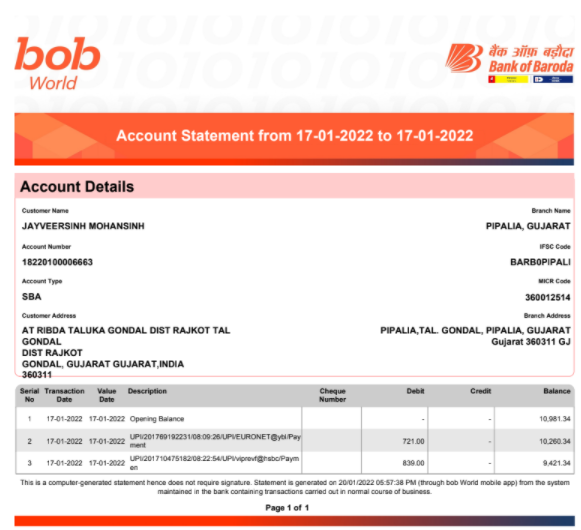 bob
World
बैंक ऑफ़ बड़ौदा
Bank of Baroda
Account Statement from 17-01-2022 to 17-01-2022
Account Details
Customer Name
Branch Name
JAYVEERSINH MOHANSINH
PIPALIA, GUJARAT
Account Number
IFSC Code
18220100006663
BARB0PIPALI
Account Type
MICR Code
SBA
360012514
Customer Address
Branch Address
AT RIBDA TALUKA GONDAL DIST RAJKOT TAL
GONDAL
DIST RAJKOT
GONDAL, GUJARAT GUJARAT,INDIA
360311
PIPALIA,TAL. GONDAL, PIPALIA, GUJARAT
Gujarat 360311 GJ
Serial No Transaction Date Value Date Description Cheque Number Debit Credit Balance
1 17-01-2022 17-01-2022 Opening Balance - - 10,981.34
2 17-01-2022 17-01-2022 UPI/201769192231/08:09:26/UPI/EURONET@ybl/Pay
ment 721.00 - 10,260.34
3 17-01-2022 17-01-2022 UPI/201710475182/08:22:54/UPI/viprevf@hsbc/Paym
en 839.00 - 9,421.34
This is a computer-generated statement hence does not require signature. Statement is generated on 20/01/2022 05:57:38 PM (through bob World mobile app) from the system
maintained in the bank containing transactions carried out in normal course of business.
Page 1 of 1